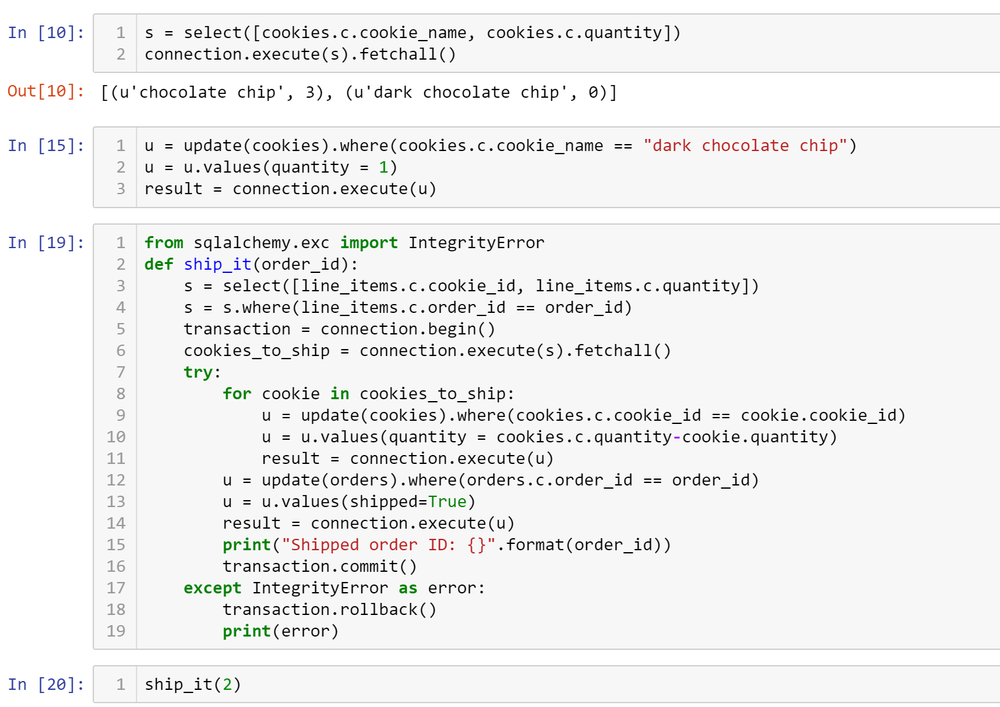 In [10]:
1 s = select([cookies.c.cookie_name, cookies.c.quantity])
2 connection.execute(s).fetchall()
Out[10]: [(u'chocolate chip', 3), (u'dark chocolate chip', 0)]
In [15]:
1 u = update(cookies).where(cookies.c.cookie_name == "dark chocolate chip")
2 u = u.values(quantity = 1)
3 result = connection.execute(u)
In [19]:
1 from sqlalchemy.exc import IntegrityError
2 def ship_it(order_id):
3     s = select([line_items.c.cookie_id, line_items.c.quantity])
4     s = s.where(line_items.c.order_id == order_id)
5     transaction = connection.begin()
6     cookies_to_ship = connection.execute(s).fetchall()
7     try:
8         for cookie in cookies_to_ship:
9             u = update(cookies).where(cookies.c.cookie_id == cookie.cookie_id)
10             u = u.values(quantity = cookies.c.quantity-cookie.quantity)
11             result = connection.execute(u)
12         u = update(orders).where(orders.c.order_id == order_id)
13         u = u.values(shipped=True)
14         result = connection.execute(u)
15         print("Shipped order ID: {}".format(order_id))
16         transaction.commit()
17     except IntegrityError as error:
18         transaction.rollback()
19         print(error)
In [20]:
1 ship_it(2)